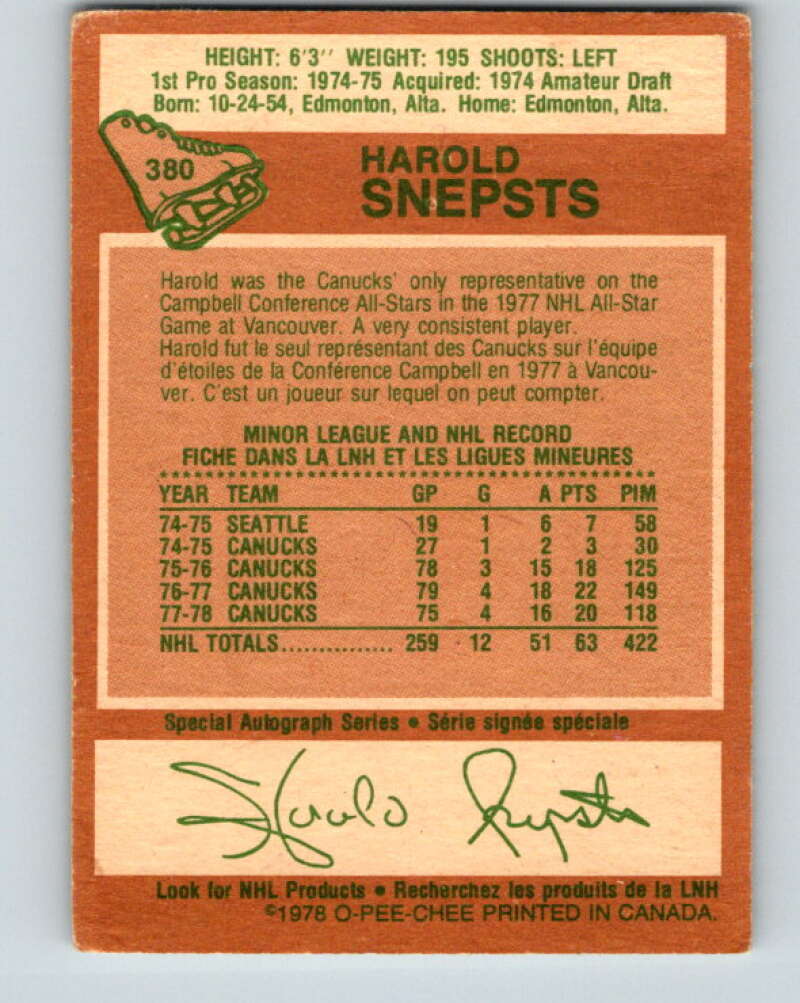 HEIGHT: 6'3'' WEIGHT: 195 SHOOTS: LEFT
1st Pro Season: 1974-75 Acquired: 1974 Amateur Draft
Born: 10-24-54, Edmonton, Alta. Home: Edmonton, Alta.
380
HAROLD
SNEPSTS
Harold was the Canucks' only representative on the
Campbell Conference All-Stars in the 1977 NHL All-Star
Game at Vancouver. A very consistent player.
Harold fut le seul représentant des Canucks sur l'équipe
d'étoiles de la Conférence Campbell en 1977 à Vancou-
ver. C'est un joueur sur lequel on peut compter.
MINOR LEAGUE AND NHL RECORD
FICHE DANS LA LNH ET LES LIGUES MINEURES
YEAR TEAM GP G A PTS PIM
74-75 SEATTLE 19 1 6 7 58
74-75 CANUCKS 27 1 2 3 30
75-76 CANUCKS 78 3 15 18 125
76-77 CANUCKS 79 4 18 22 149
77-78 CANUCKS 75 4 16 20 118
NHL TOTALS................ 259 12 51 63 422
Special Autograph Series • Série signée spéciale
Harold Snepsts
Look for NHL Products • Recherchez les produits de la LNH
©1978 O-PEE-CHEE PRINTED IN CANADA.